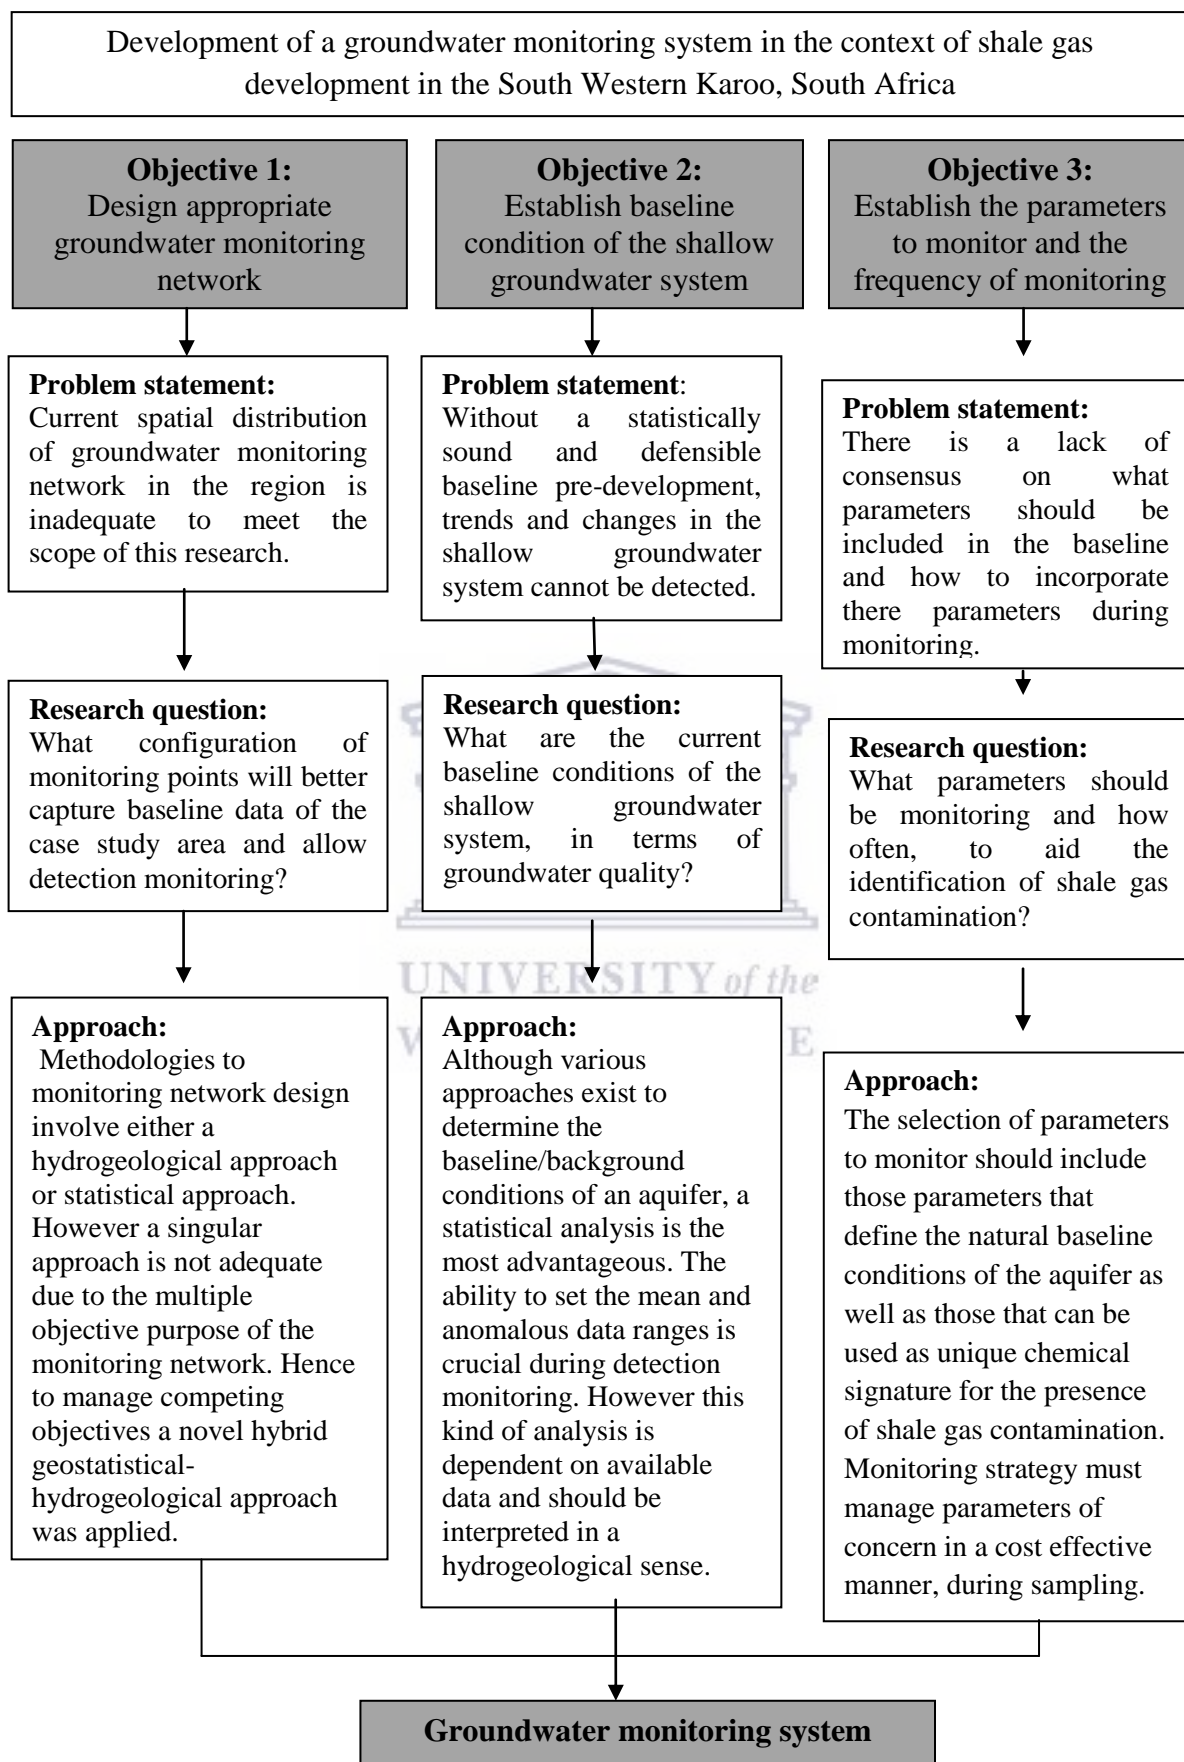 Development of a groundwater monitoring system in the context of shale gas
development in the South Western Karoo, South Africa
Objective 1:
Design appropriate
groundwater monitoring
network
Problem statement:
Current spatial distribution
of groundwater monitoring
network in the region is
inadequate to meet the
scope of this research.
Research question:
What configuration of
monitoring points will better
capture baseline data of the
case study area and allow
detection monitoring?
Approach:
Methodologies to
monitoring network design
involve either a
hydrogeological approach
or statistical approach.
However a singular
approach is not adequate
due to the multiple
objective purpose of the
monitoring network. Hence
to manage competing
objectives a novel hybrid
geostatistical-
hydrogeological approach
was applied.
Objective 2:
Establish baseline
condition of the shallow
groundwater system
Problem statement:
Without a statistically
sound and defensible
baseline pre-development,
trends and changes in the
shallow groundwater
system cannot be detected.
Research question:
What are the current
baseline conditions of the
shallow groundwater
system, in terms of
groundwater quality?
Approach:
Although various
approaches exist to
determine the
baseline/background
conditions of an aquifer, a
statistical analysis is the
most advantageous. The
ability to set the mean and
anomalous data ranges is
crucial during detection
monitoring. However this
kind of analysis is
dependent on available
data and should be
interpreted in a
hydrogeological sense.
Objective 3:
Establish the parameters
to monitor and the
frequency of monitoring
Problem statement:
There is a lack of
consensus on what
parameters should be
included in the baseline
and how to incorporate
there parameters during
monitoring.
Research question:
What parameters should
be monitoring and how
often, to aid the
identification of shale gas
contamination?
Approach:
The selection of parameters
to monitor should include
those parameters that
define the natural baseline
conditions of the aquifer as
well as those that can be
used as unique chemical
signature for the presence
of shale gas contamination.
Monitoring strategy must
manage parameters of
concern in a cost effective
manner, during sampling.
UNIVERSITY of the
Groundwater monitoring system